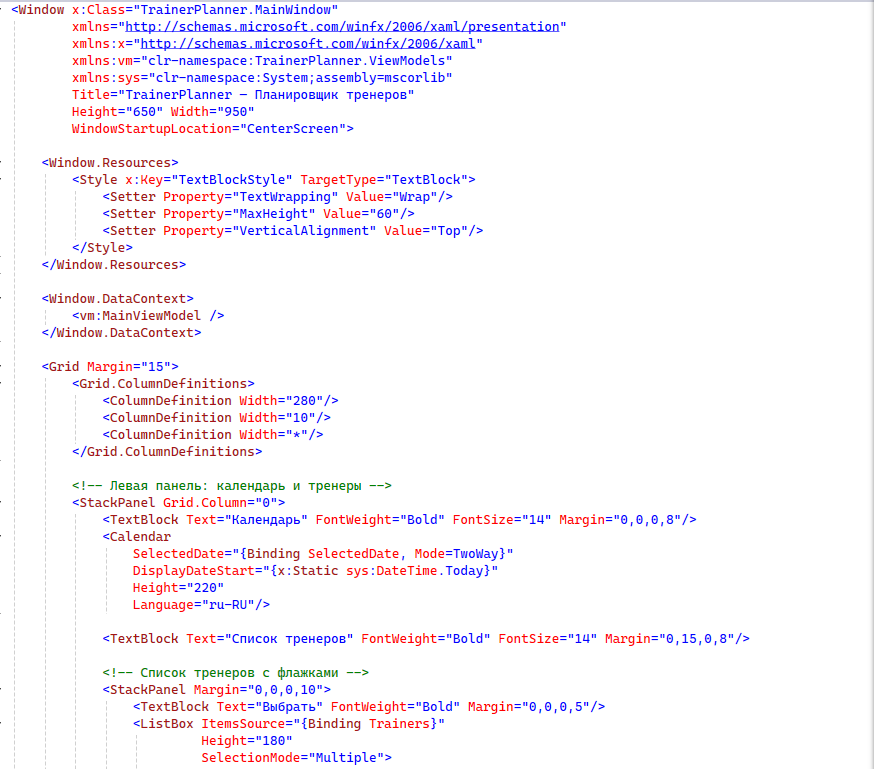 <Window x:Class="TrainerPlanner.MainWindow"
xmlns="http://schemas.microsoft.com/winfx/2006/xaml/presentation"
xmlns:x="http://schemas.microsoft.com/winfx/2006/xaml"
xmlns:vm="clr-namespace:TrainerPlanner.ViewModels"
xmlns:sys="clr-namespace:System;assembly=mscorlib"
Title="TrainerPlanner — Планировщик тренеров"
Height="650" Width="950"
WindowStartupLocation="CenterScreen">
<Window.Resources>
<Style x:Key="TextBlockStyle" TargetType="TextBlock">
<Setter Property="TextWrapping" Value="Wrap"/>
<Setter Property="MaxHeight" Value="60"/>
<Setter Property="VerticalAlignment" Value="Top"/>
</Style>
</Window.Resources>
<Window.DataContext>
<vm:MainViewModel />
</Window.DataContext>
<Grid Margin="15">
<Grid.ColumnDefinitions>
<ColumnDefinition Width="280"/>
<ColumnDefinition Width="10"/>
<ColumnDefinition Width="*"/>
</Grid.ColumnDefinitions>
<!-- Левая панель: календарь и тренеры -->
<StackPanel Grid.Column="0">
<TextBlock Text="Календарь" FontWeight="Bold" FontSize="14" Margin="0,0,0,8"/>
<Calendar
SelectedDate="{Binding SelectedDate, Mode=TwoWay}"
DisplayDateStart="{x:Static sys:DateTime.Today}"
Height="220"
Language="ru-RU"/>
<TextBlock Text="Список тренеров" FontWeight="Bold" FontSize="14" Margin="0,15,0,8"/>
<!-- Список тренеров с флажками -->
<StackPanel Margin="0,0,0,10">
<TextBlock Text="Выбрать" FontWeight="Bold" Margin="0,0,0,5"/>
<ListBox ItemsSource="{Binding Trainers}"
Height="180"
SelectionMode="Multiple">